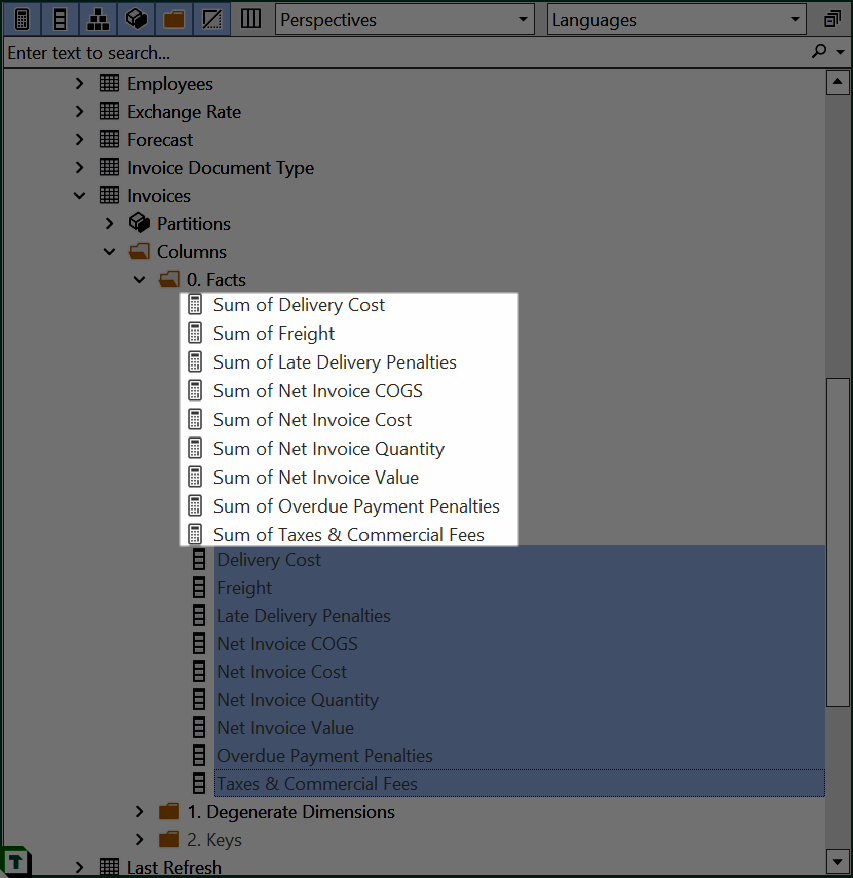 Perspectives Languages
Enter text to search...
Employees
Exchange Rate
Forecast
Invoice Document Type
Invoices
Partitions
Columns
0. Facts
Sum of Delivery Cost
Sum of Freight
Sum of Late Delivery Penalties
Sum of Net Invoice COGS
Sum of Net Invoice Cost
Sum of Net Invoice Quantity
Sum of Net Invoice Value
Sum of Overdue Payment Penalties
Sum of Taxes & Commercial Fees
Delivery Cost
Freight
Late Delivery Penalties
Net Invoice COGS
Net Invoice Cost
Net Invoice Quantity
Net Invoice Value
Overdue Payment Penalties
Taxes & Commercial Fees
1. Degenerate Dimensions
2. Keys
Last Refresh